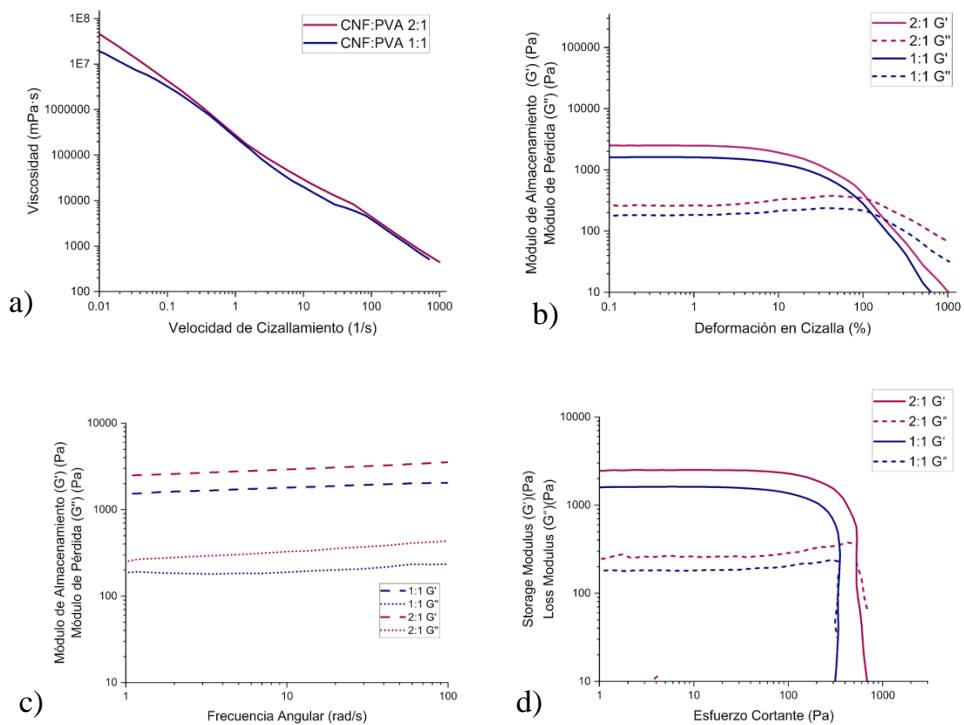 1E8
1E7
1000000
100000
10000
1000
100
0.01
0.1
1
10
100
1000
Viscosidad (mPa·s)
Velocidad de Cizallamiento (1/s)
CNF:PVA 2:1
CNF:PVA 1:1
a)
100000
10000
1000
100
10
0.1
1
10
100
1000
Módulo de Almacenamiento (G') (Pa)
Módulo de Pérdida (G'') (Pa)
Deformación en Cizalla (%)
2:1 G'
2:1 G''
1:1 G'
1:1 G''
b)
10000
1000
100
10
1
10
100
Módulo de Almacenamiento (G') (Pa)
Módulo de Pérdida (G'') (Pa)
Frecuencia Angular (rad/s)
1:1 G'
1:1 G''
2:1 G'
2:1 G''
c)
10000
1000
100
10
1
10
100
1000
Storage Modulus (G')(Pa)
Loss Modulus (G'')(Pa)
Esfuerzo Cortante (Pa)
2:1 G'
2:1 G''
1:1 G'
1:1 G''
d)